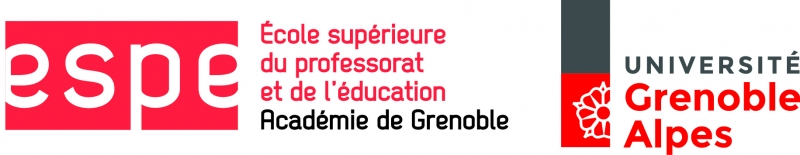 espe
École supérieure
du professorat
et de l'éducation
Académie de Grenoble
UNIVERSITÉ
Grenoble
Alpes